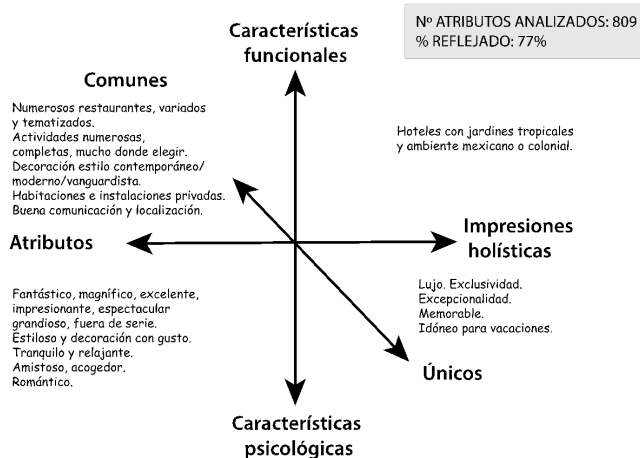 Nº ATRIBUTOS ANALIZADOS: 809
% REFLEJADO: 77%
Características
funcionales
Comunes
Numerosos restaurantes, variados
y tematizados.
Actividades numerosas,
completas, mucho donde elegir.
Decoración estilo contemporáneo/
moderno/vanguardista.
Habitaciones e instalaciones privadas.
Buena comunicación y localización.
Hoteles con jardines tropicales
y ambiente mexicano o colonial.
Atributos
Impresiones
holísticas
Fantástico, magnífico, excelente,
impresionante, espectacular
grandioso, fuera de serie.
Estiloso y decoración con gusto.
Tranquilo y relajante.
Amistoso, acogedor.
Romántico.
Lujo. Exclusividad.
Excepcionalidad.
Memorable.
Idóneo para vacaciones.
Únicos
Características
psicológicas